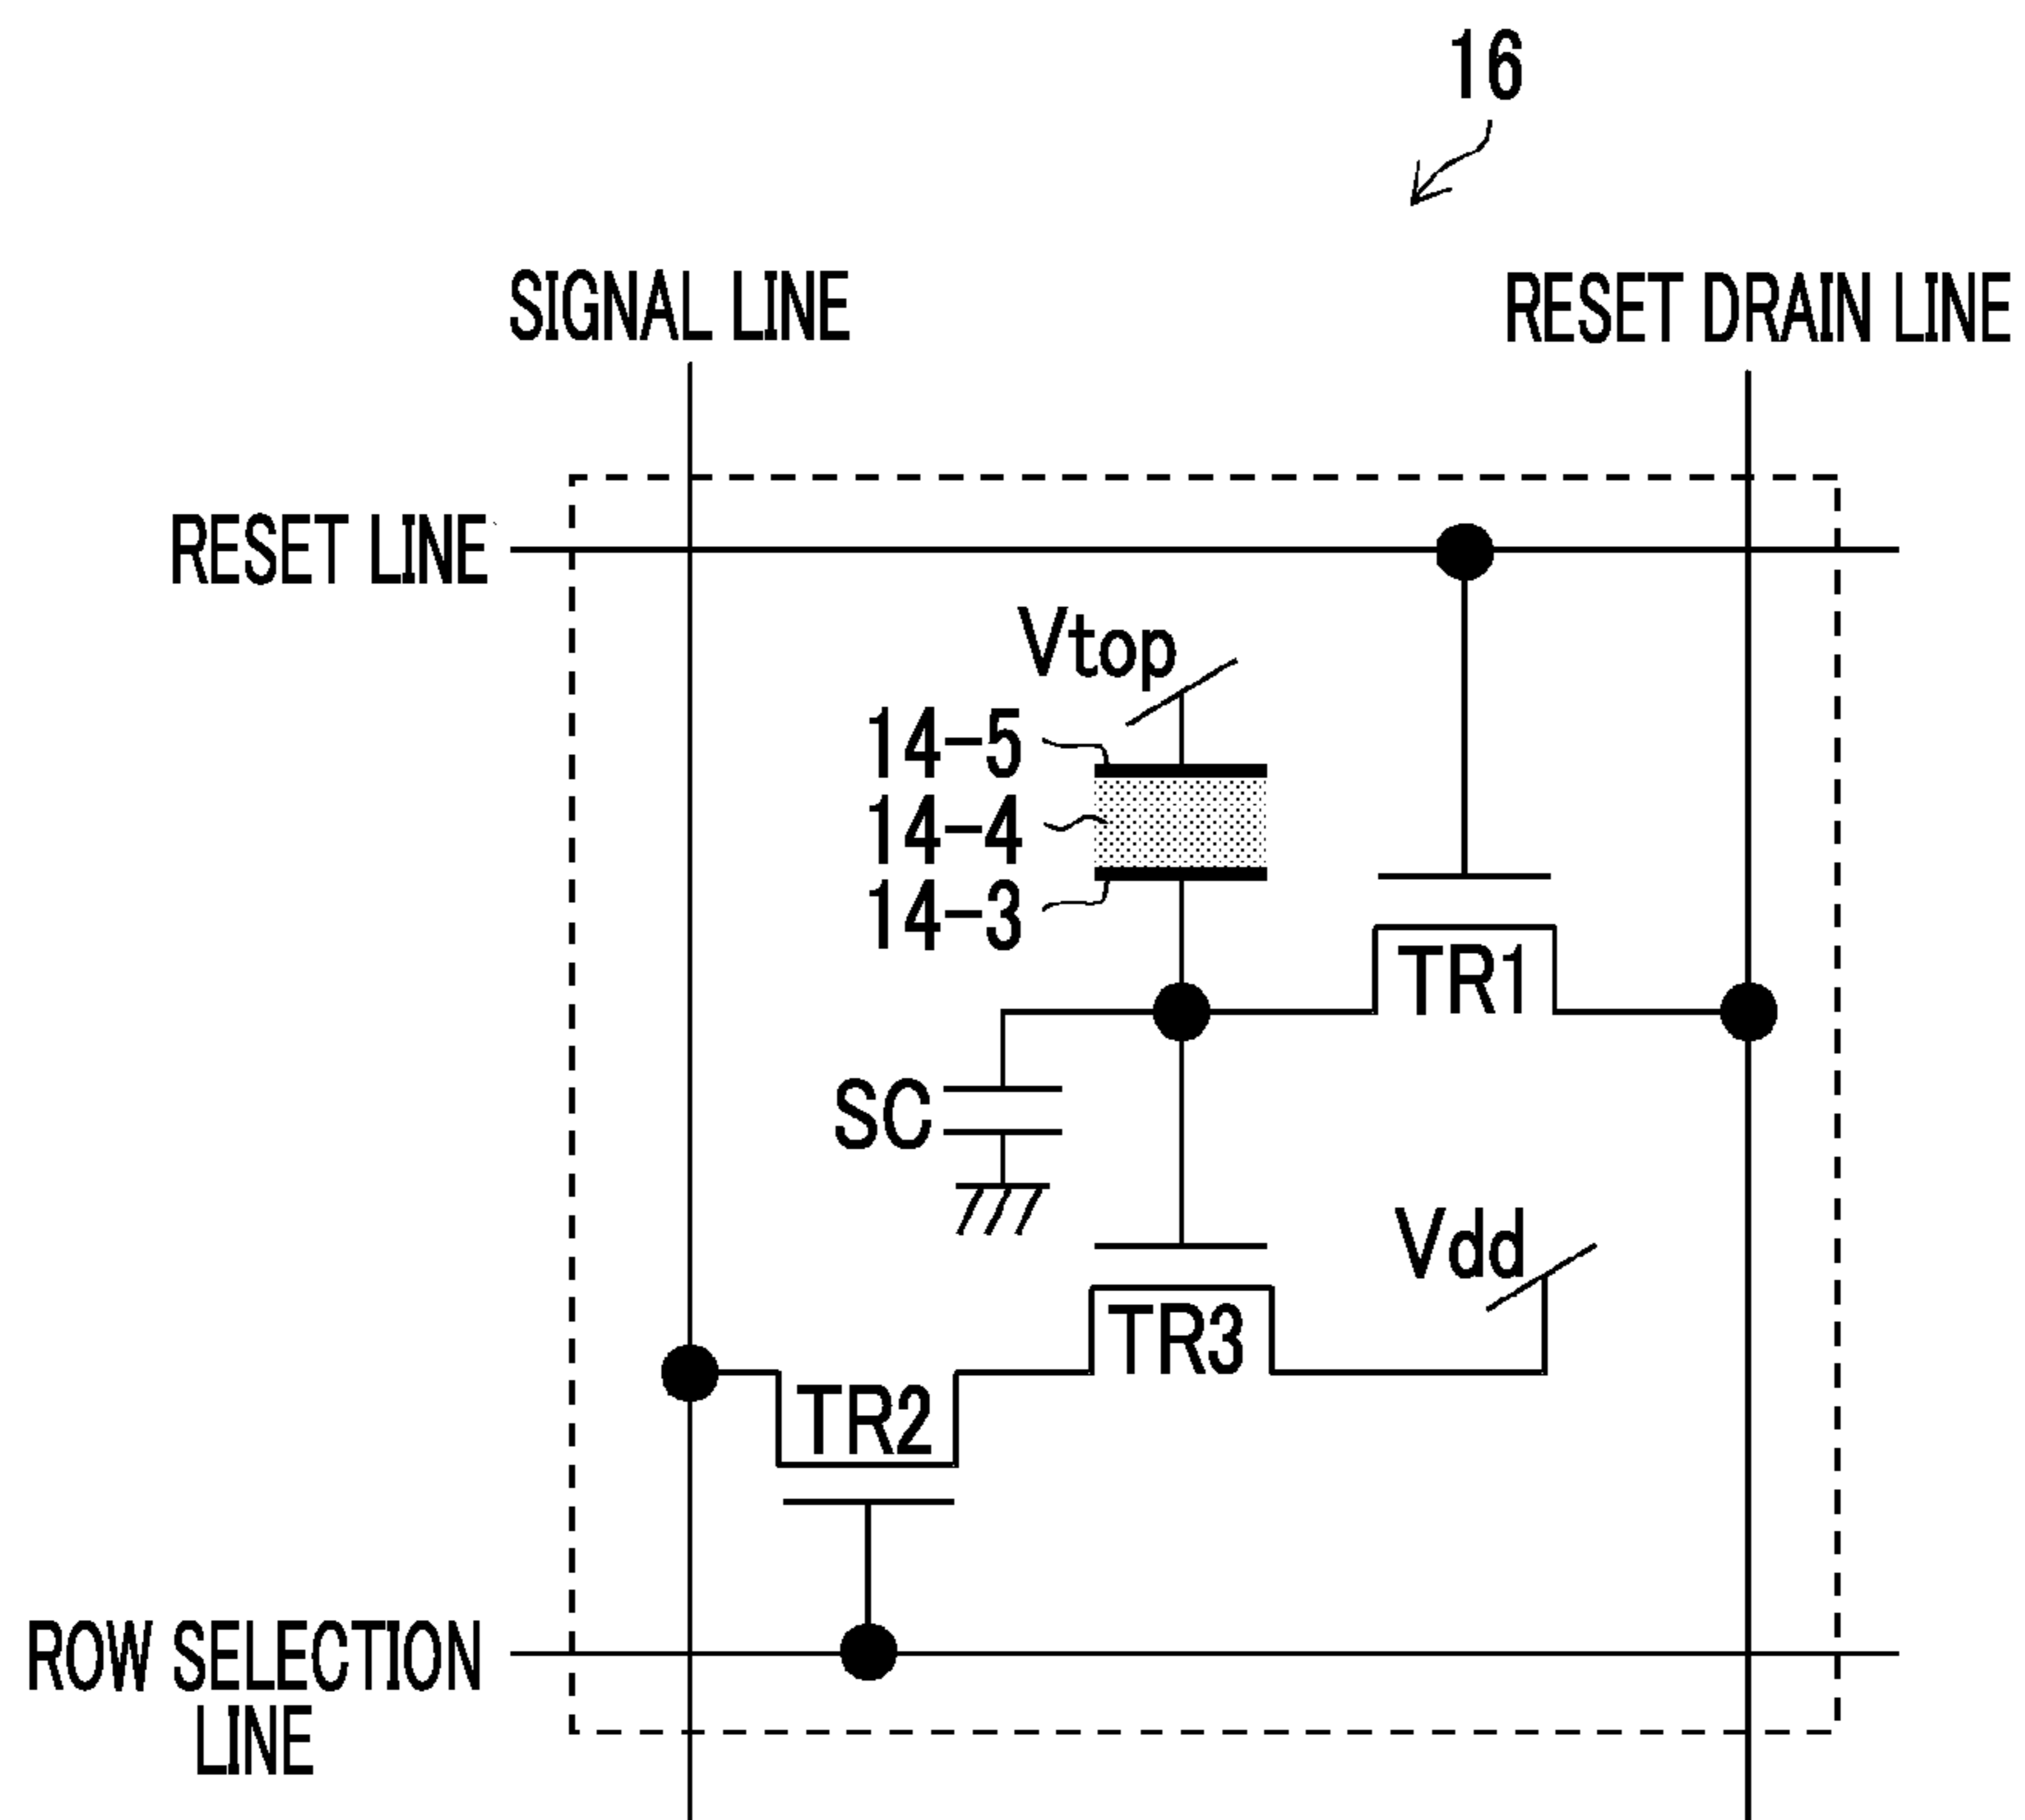 16
SIGNAL LINE
RESET DRAIN LINE
RESET LINE
Vtop
14-5
14-4
14-3
TR1
SC
Vdd
TR3
TR2
ROW SELECTION
LINE